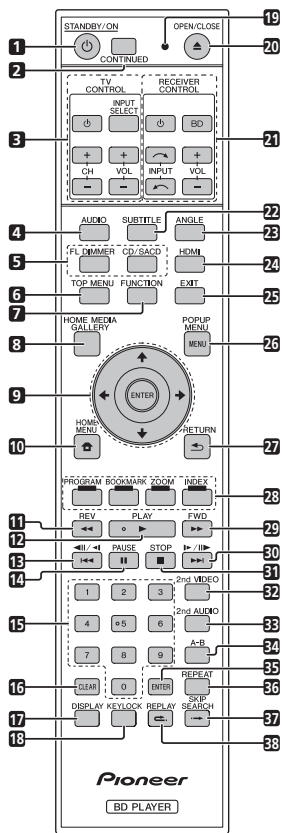 STANDBY/ON
19
OPEN/CLOSE
1
20
CONTINUED
2
TV CONTROL
RECEIVER CONTROL
INPUT SELECT
BD
3
21
+ + +
CH VOL INPUT VOL
− − −
22
AUDIO SUBTITLE ANGLE
4
23
FL DIMMER CD/SACD HDMI
5
24
TOP MENU FUNCTION EXIT
6
25
7
HOME MEDIA GALLERY
POPUP MENU
MENU
8
26
ENTER
9
HOME MENU
RETURN
10
27
PROGRAM BOOKMARK ZOOM INDEX
28
REV PLAY FWD
11
29
12
PAUSE STOP
13
30
14
31
2nd VIDEO
1 2 3
32
2nd AUDIO
15
4 5 6
33
A-B
7 8 9
34
35
REPEAT
16
CLEAR 0 ENTER
36
DISPLAY KEYLOCK REPLAY SKIP SEARCH
17
37
18
38
Pioneer
BD PLAYER